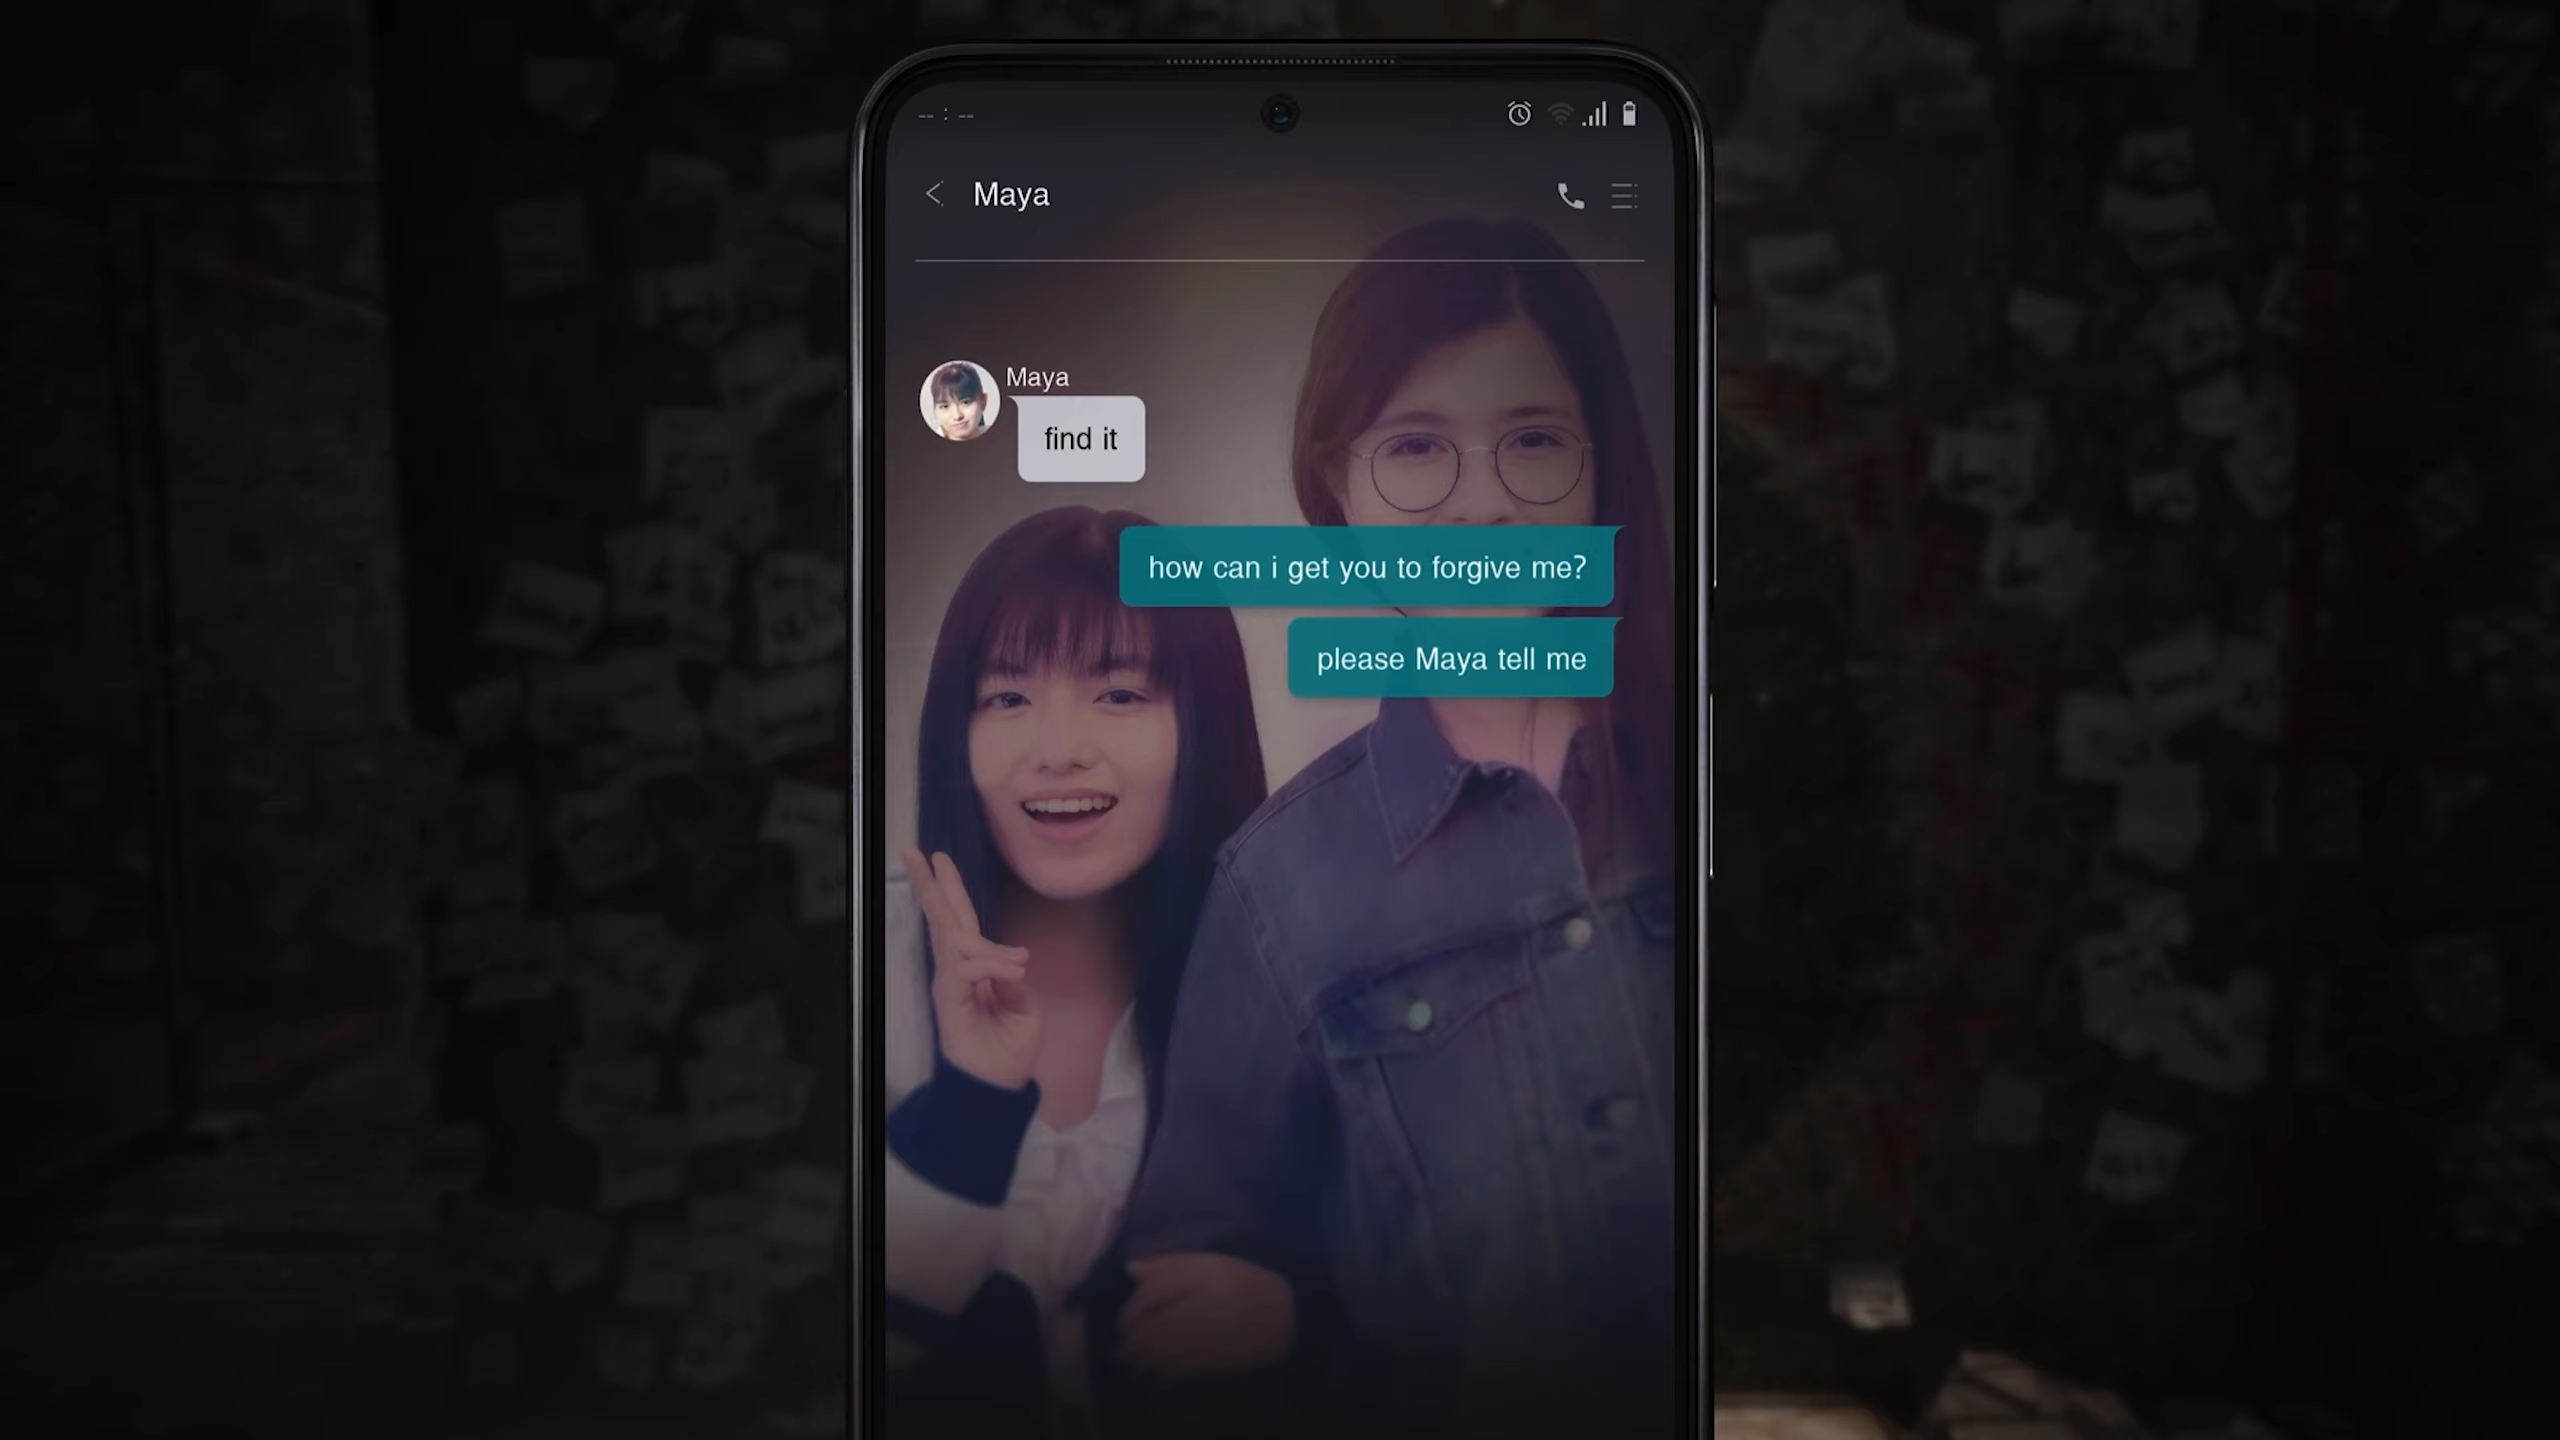 -- : --
Maya
Maya
find it
how can i get you to forgive me?
please Maya tell me